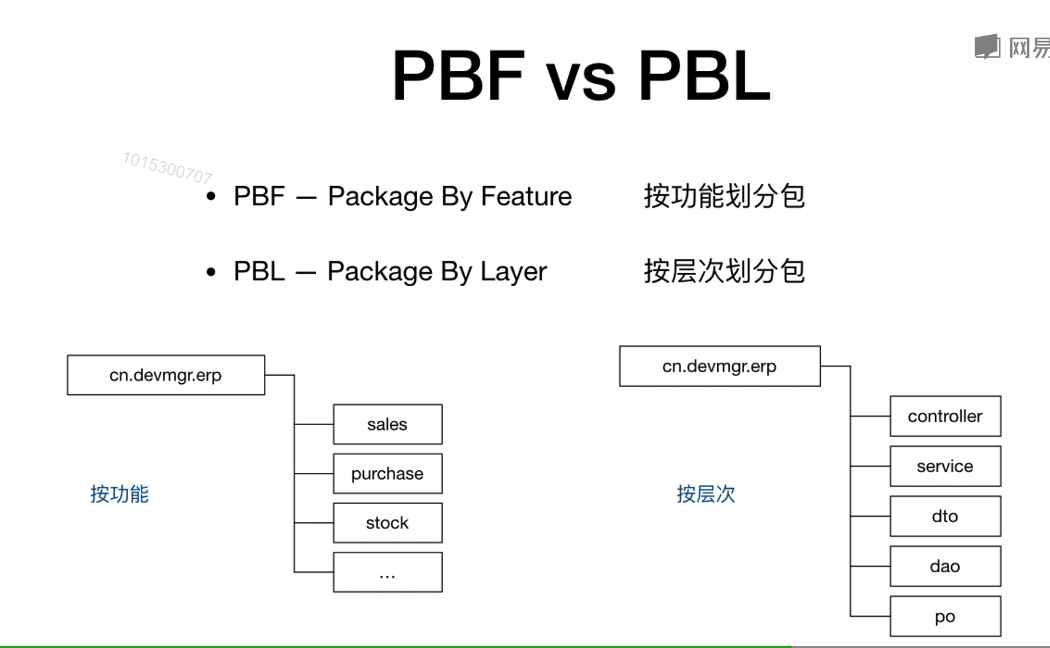 网易
PBF vs PBL
1015300707
• PBF — Package By Feature 按功能划分包
• PBL — Package By Layer 按层次划分包
cn.devmgr.erp
sales
purchase
stock
...
按功能
cn.devmgr.erp
controller
service
dto
dao
po
按层次